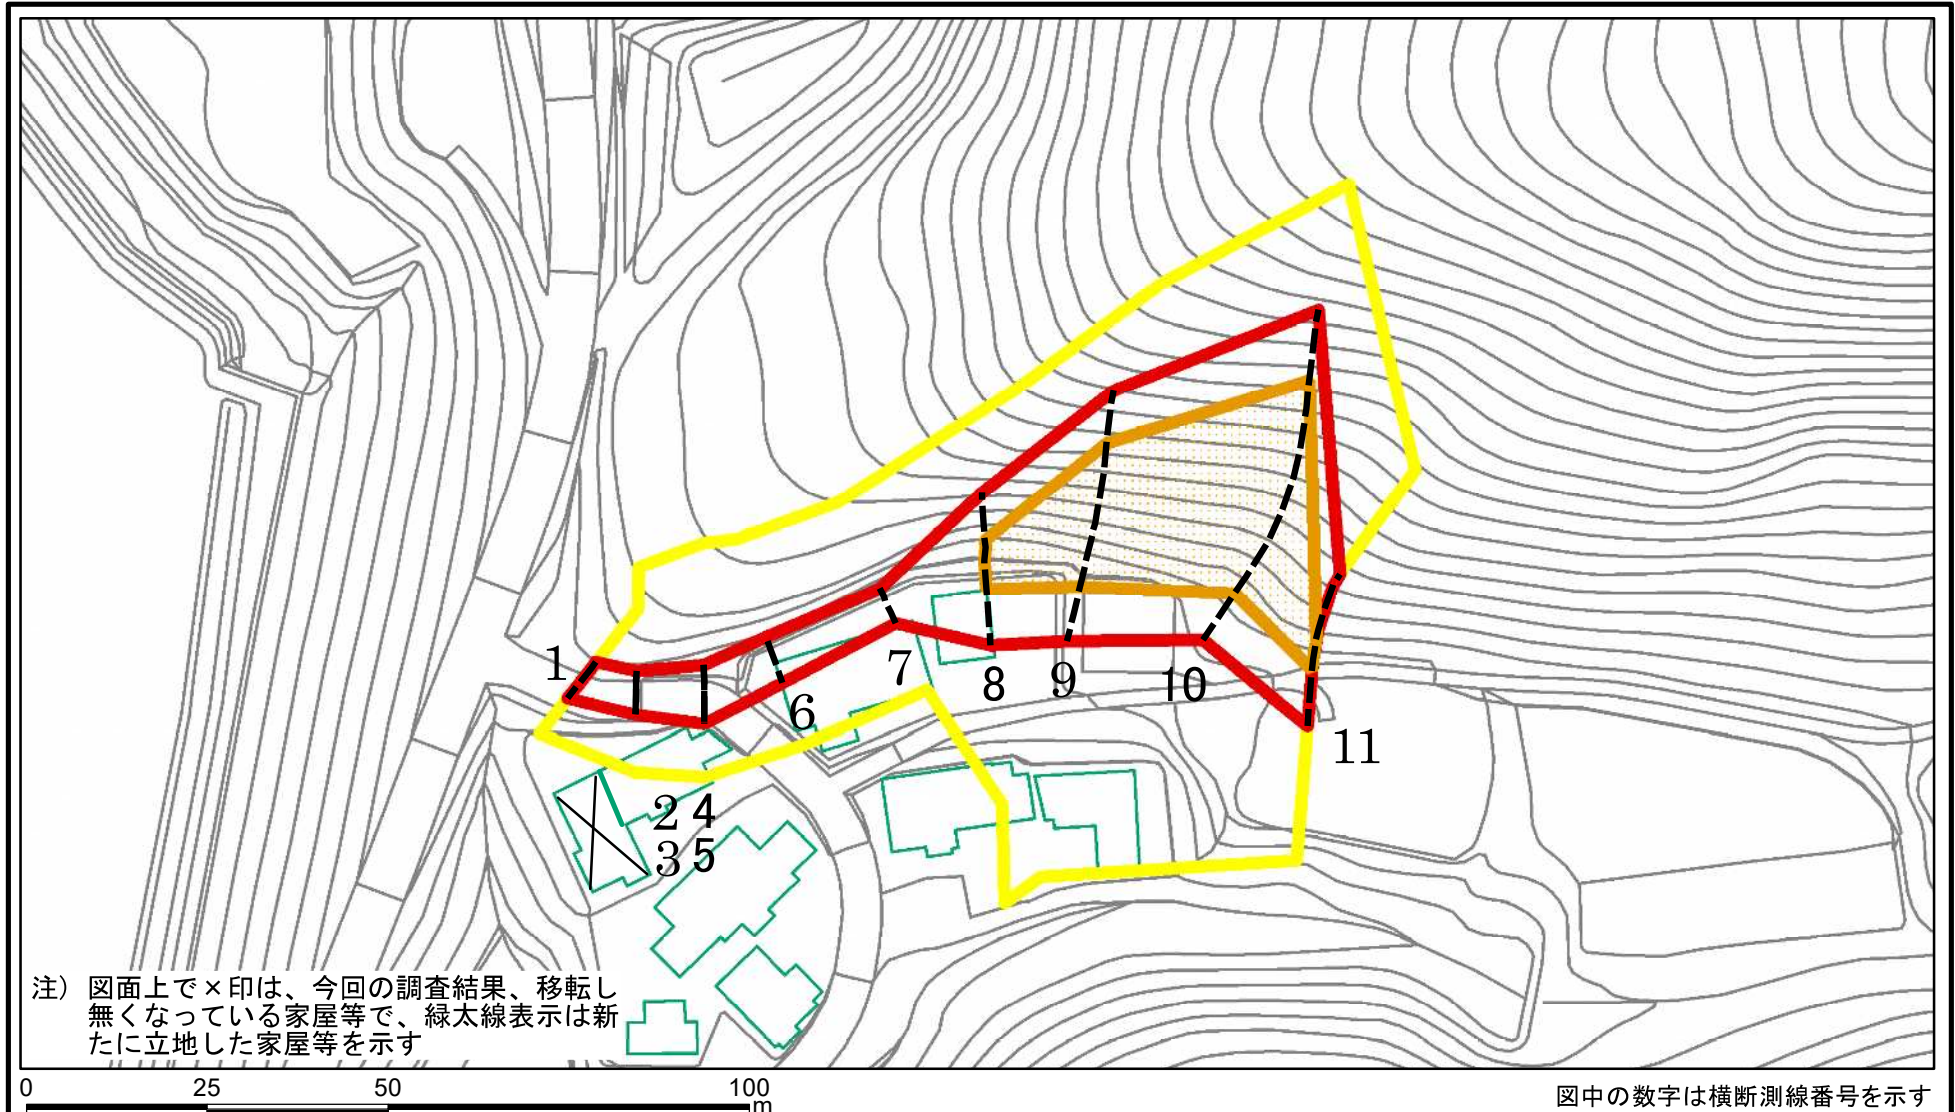 1
7
8
9
10
6
11
2 4
3 5
注) 図面上で×印は、今回の調査結果、移転し
無くなっている家屋等で、緑太線表示は新
たに立地した家屋等を示す
0 25 50 100
m
図中の数字は横断測線番号を示す